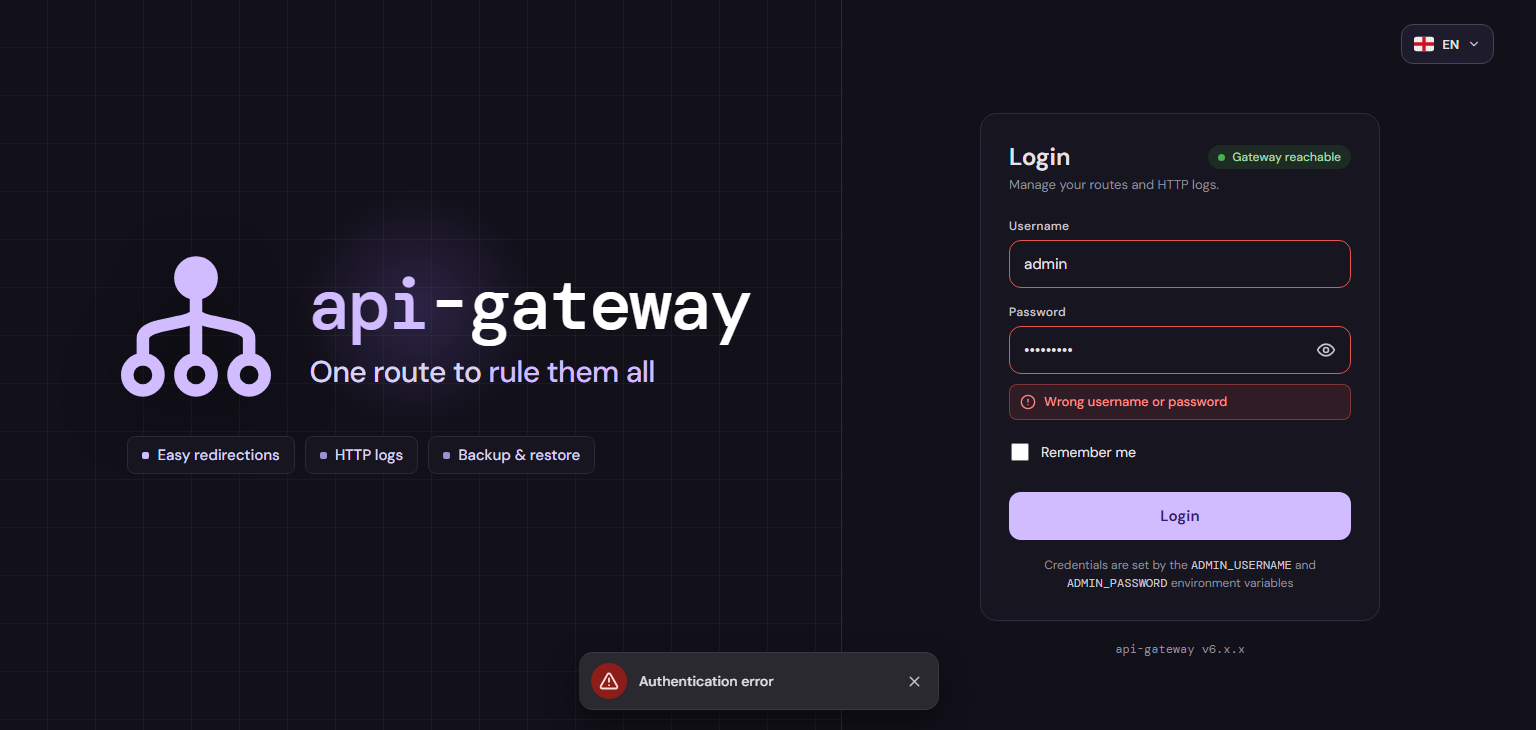 EN
api-gateway
One route to rule them all
Easy redirections
HTTP logs
Backup & restore
Login
Gateway reachable
Manage your routes and HTTP logs.
Username
admin
Password
•••••••••
Wrong username or password
Remember me
Login
Credentials are set by the ADMIN_USERNAME and
ADMIN_PASSWORD environment variables
api-gateway v6.x.x
Authentication error